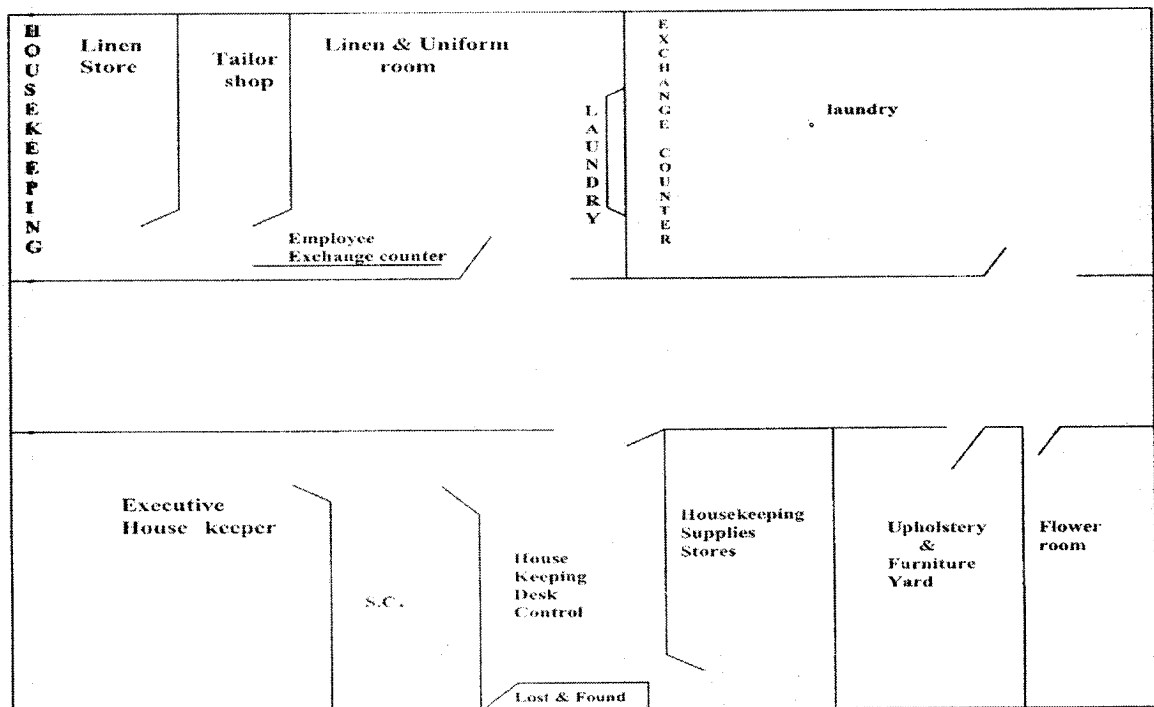 HOUSEKEEPING
Linen
Store
Tailor
shop
Linen & Uniform
room
Employee
Exchange counter
LAUNDRY
EXCHANGE COUNTER
laundry
Executive
House keeper
S.C.
House
Keeping
Desk
Control
Lost & Found
Housekeeping
Supplies
Stores
Upholstery
&
Furniture
Yard
Flower
room